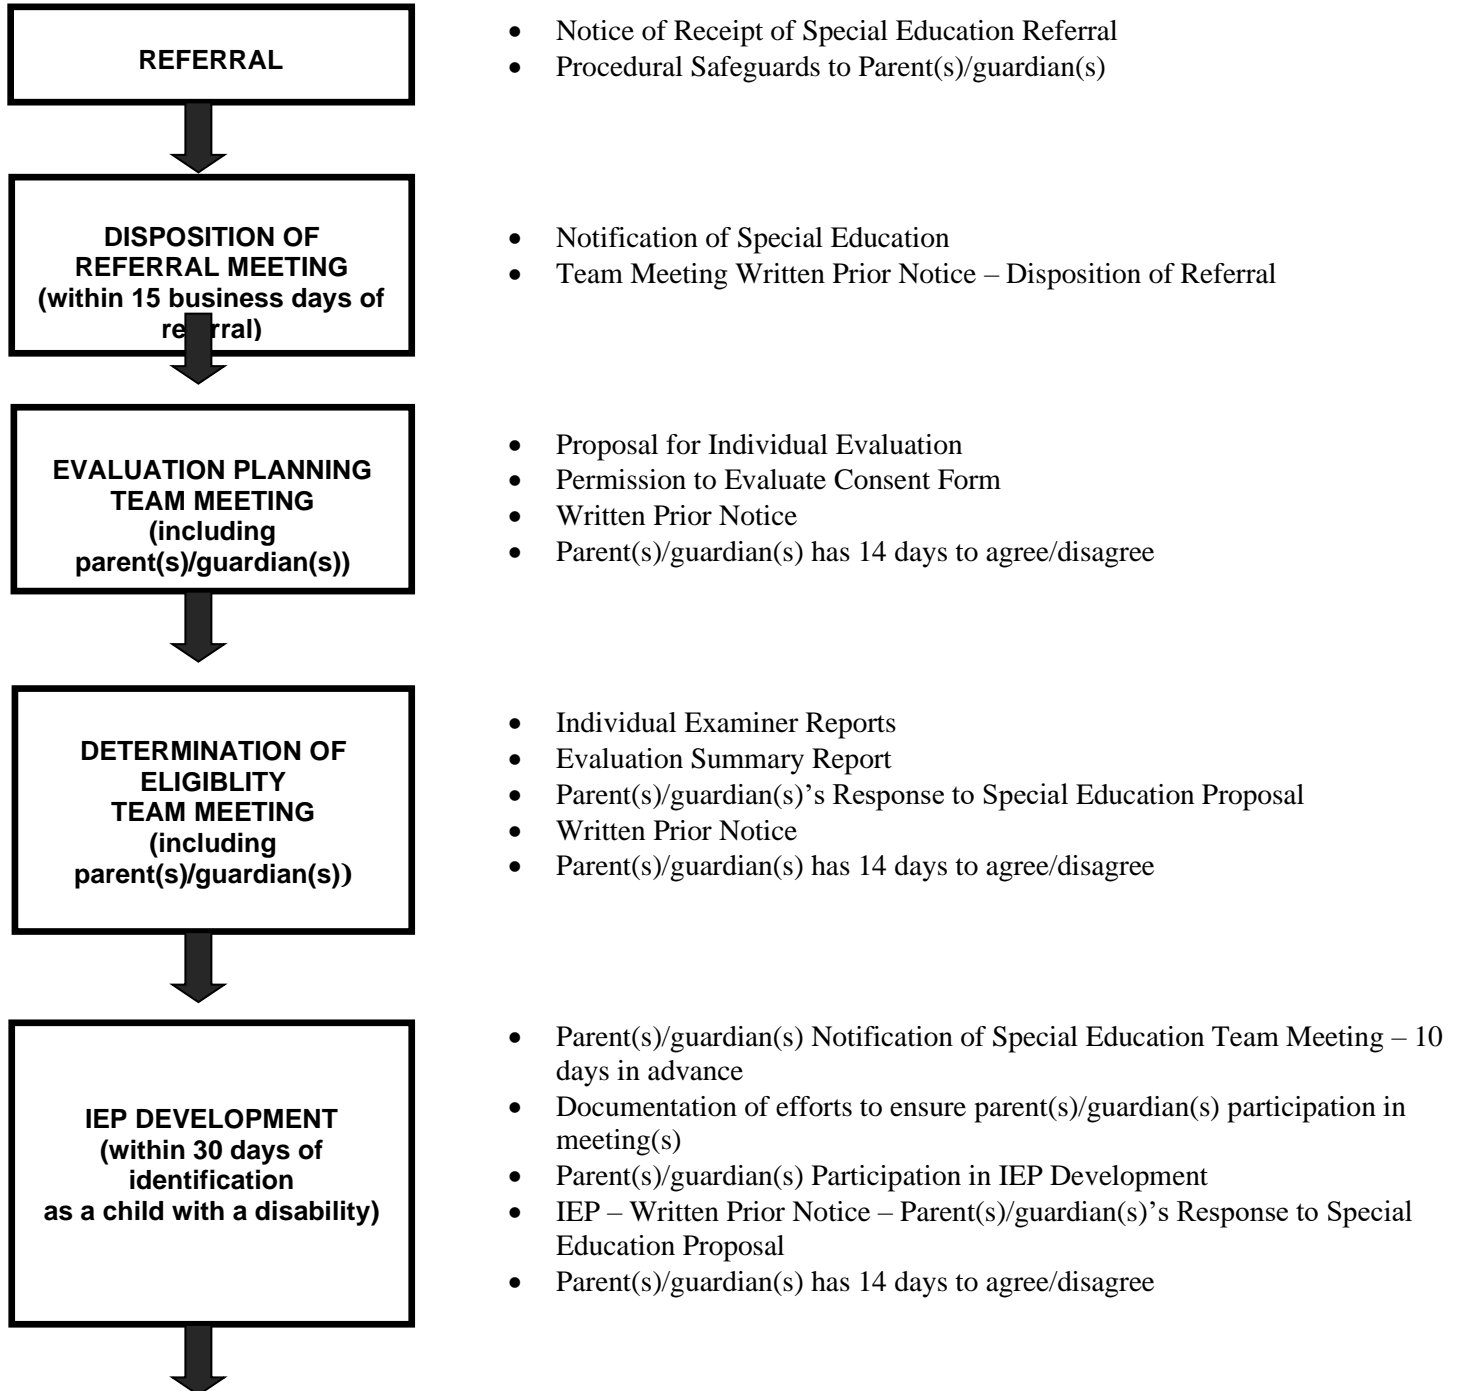 REFERRAL
• Notice of Receipt of Special Education Referral
• Procedural Safeguards to Parent(s)/guardian(s)
DISPOSITION OF
REFERRAL MEETING
(within 15 business days of
re rral)
• Notification of Special Education
• Team Meeting Written Prior Notice – Disposition of Referral
EVALUATION PLANNING
TEAM MEETING
(including
parent(s)/guardian(s))
• Proposal for Individual Evaluation
• Permission to Evaluate Consent Form
• Written Prior Notice
• Parent(s)/guardian(s) has 14 days to agree/disagree
DETERMINATION OF
ELIGIBLITY
TEAM MEETING
(including
parent(s)/guardian(s))
• Individual Examiner Reports
• Evaluation Summary Report
• Parent(s)/guardian(s)’s Response to Special Education Proposal
• Written Prior Notice
• Parent(s)/guardian(s) has 14 days to agree/disagree
IEP DEVELOPMENT
(within 30 days of
identification
as a child with a disability)
• Parent(s)/guardian(s) Notification of Special Education Team Meeting – 10
days in advance
• Documentation of efforts to ensure parent(s)/guardian(s) participation in
meeting(s)
• Parent(s)/guardian(s) Participation in IEP Development
• IEP – Written Prior Notice – Parent(s)/guardian(s)’s Response to Special
Education Proposal
• Parent(s)/guardian(s) has 14 days to agree/disagree